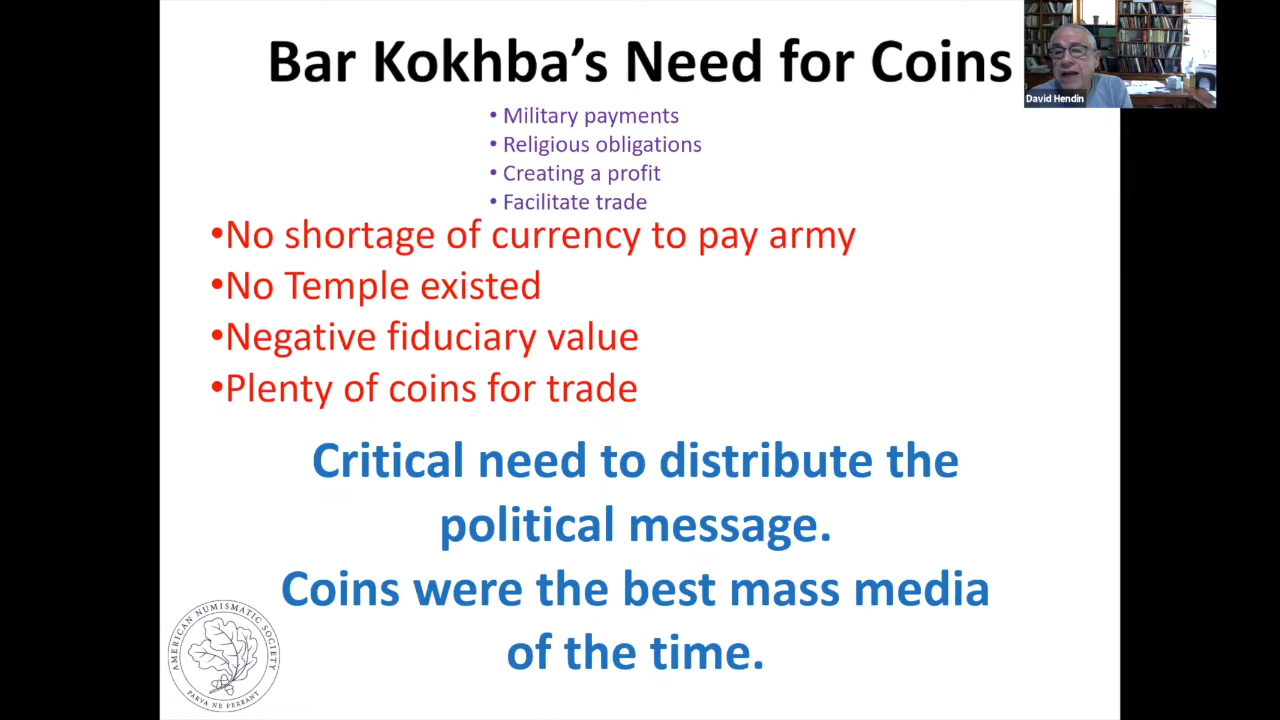 Bar Kokhba's Need for Coins
David Hendin
• Military payments
• Religious obligations
• Creating a profit
• Facilitate trade
•No shortage of currency to pay army
•No Temple existed
•Negative fiduciary value
•Plenty of coins for trade
Critical need to distribute the
political message.
Coins were the best mass media
of the time.
AMERICAN NUMISMATIC SOCIETY
PARVA NE PEREANT